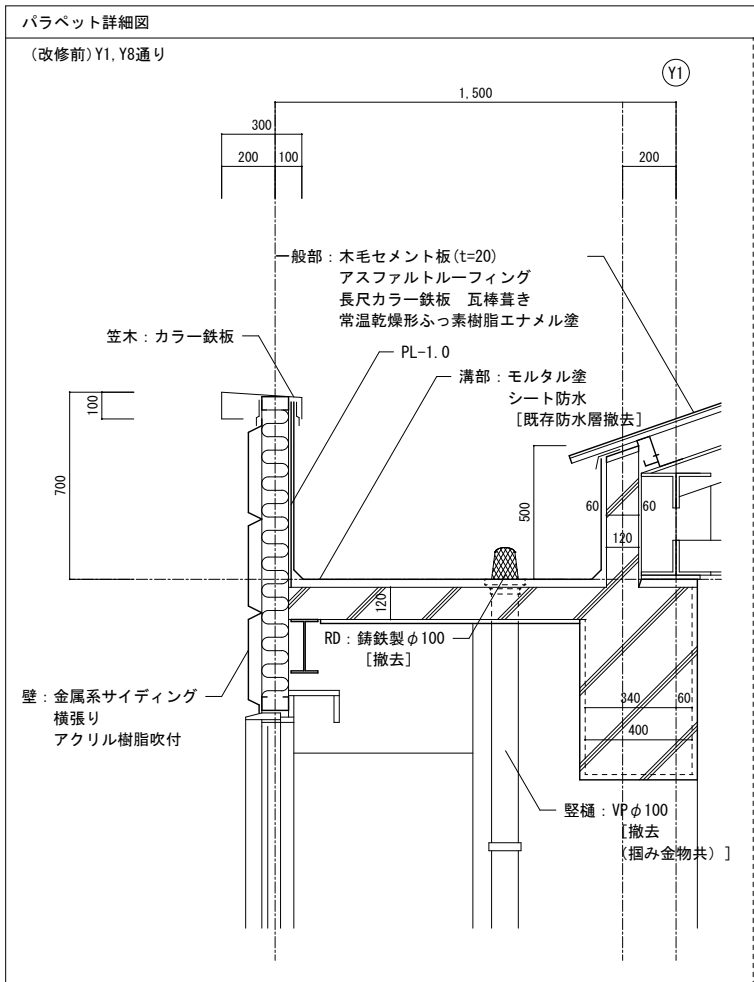 パラペット詳細図
(改修前)Y1,Y8通り
Y1
1,500
300
200
100
200
一般部：木毛セメント板(t=20)
アスファルトルーフィング
長尺カラー鉄板　瓦棒葺き
常温乾燥形ふっ素樹脂エナメル塗
笠木：カラー鉄板
PL-1.0
溝部：モルタル塗
シート防水
[既存防水層撤去]
100
700
500
60
60
120
120
RD：鋳鉄製φ100
[撤去]
壁：金属系サイディング
横張り
アクリル樹脂吹付
340
60
400
竪樋：VPφ100
[撤去
(掴み金物共)]